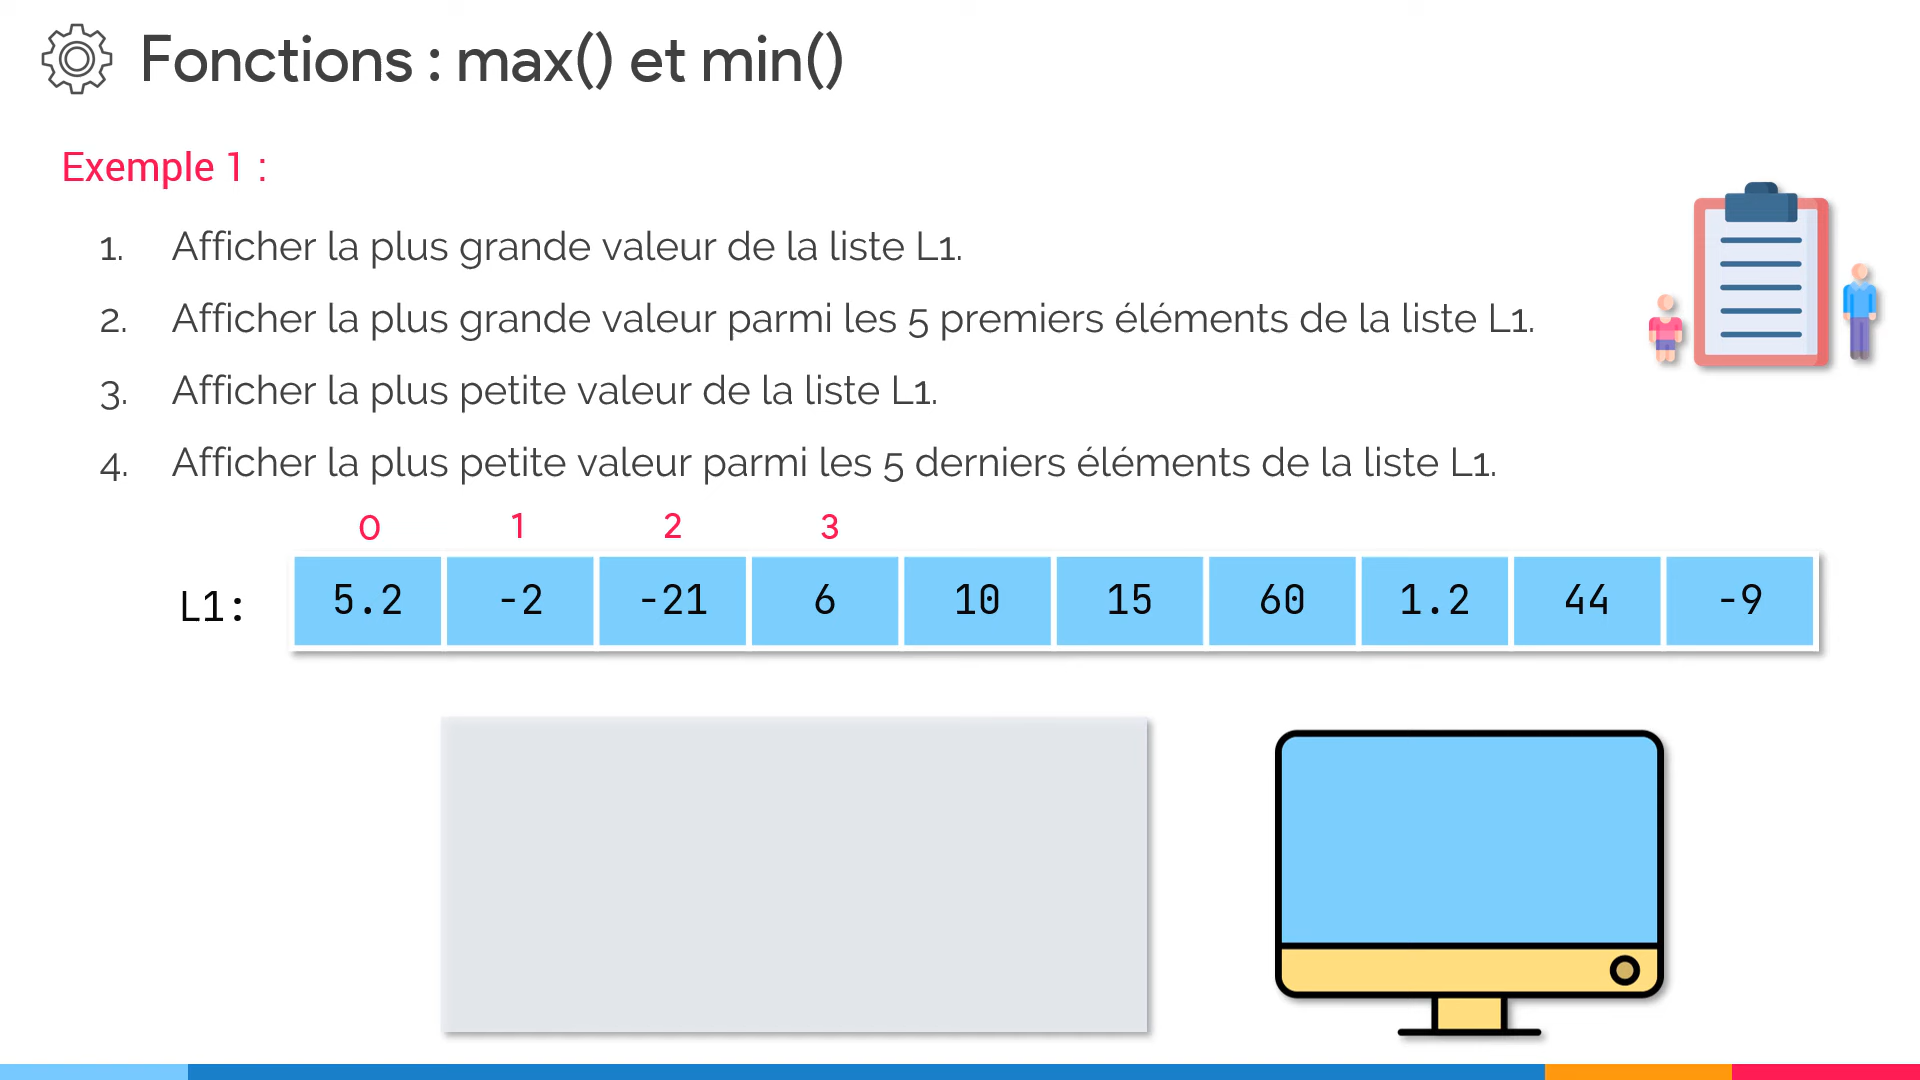 Fonctions : max() et min()
Exemple 1 :
1. Afficher la plus grande valeur de la liste L1.
2. Afficher la plus grande valeur parmi les 5 premiers éléments de la liste L1.
3. Afficher la plus petite valeur de la liste L1.
4. Afficher la plus petite valeur parmi les 5 derniers éléments de la liste L1.
0 1 2 3
L1: 5.2 -2 -21 6 10 15 60 1.2 44 -9